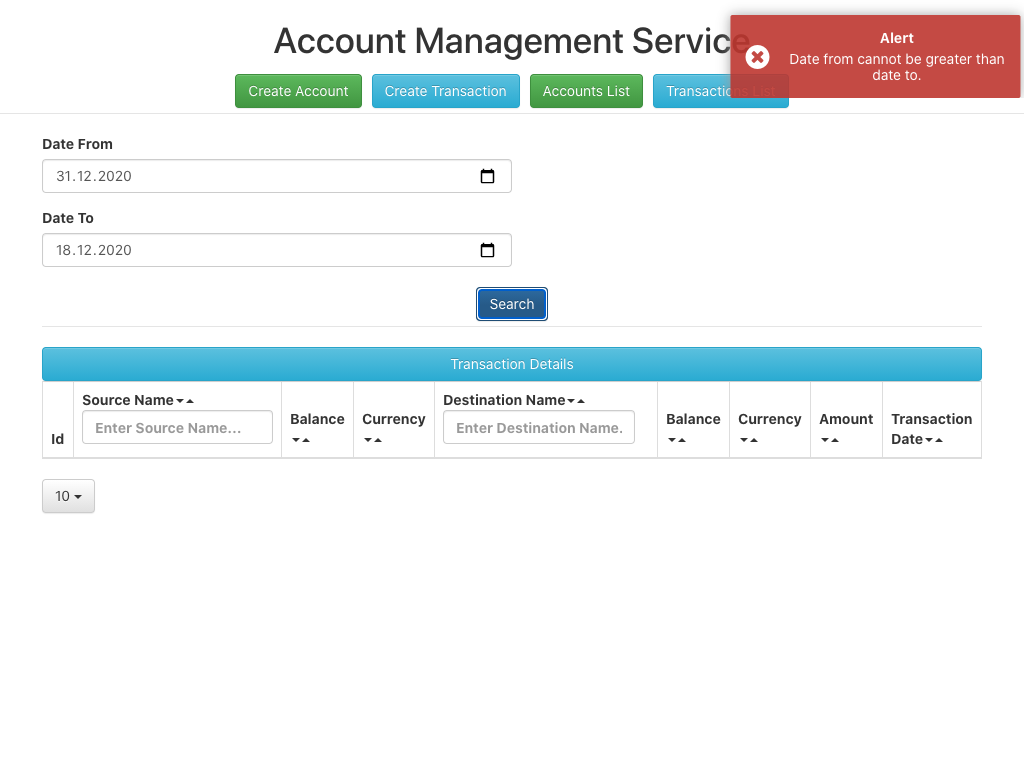 Account Management Service
Alert
Date from cannot be greater than
date to.
Create Account
Create Transaction
Accounts List
Transactions List
Date From
31.12.2020
Date To
18.12.2020
Search
Transaction Details
Id
Source Name
Enter Source Name...
Balance
Currency
Destination Name
Enter Destination Name.
Balance
Currency
Amount
Transaction
Date
10